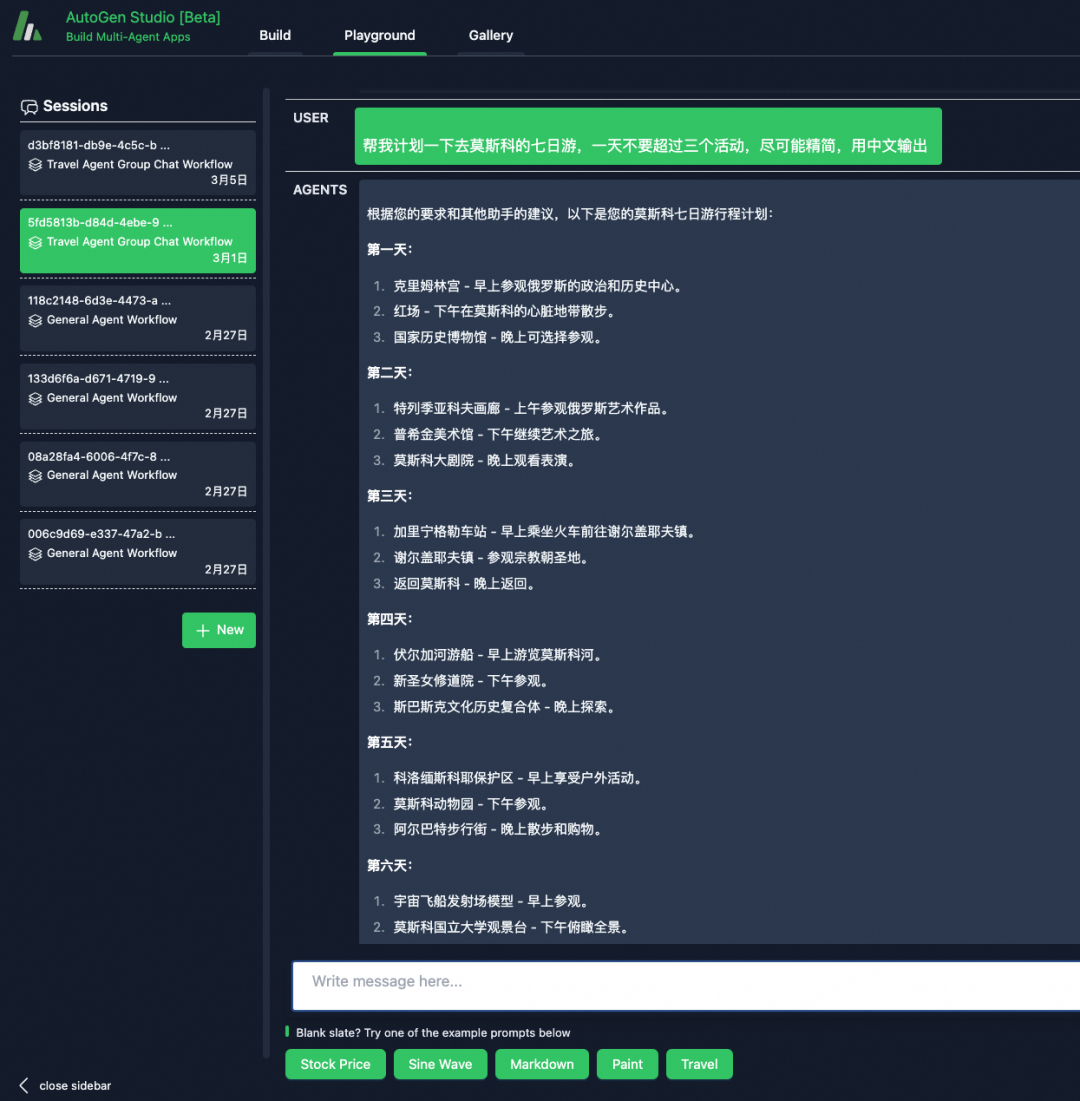 AutoGen Studio [Beta]
Build Multi-Agent Apps
Build
Playground
Gallery
Sessions
d3bf8181-db9e-4c5c-b ...
Travel Agent Group Chat Workflow
3月5日
5fd5813b-d84d-4ebe-9 ...
Travel Agent Group Chat Workflow
3月1日
118c2148-6d3e-4473-a ...
General Agent Workflow
2月27日
133d6f6a-d671-4719-9 ...
General Agent Workflow
2月27日
08a28fa4-6006-4f7c-8 ...
General Agent Workflow
2月27日
006c9d69-e337-47a2-b ...
General Agent Workflow
2月27日
New
close sidebar
USER
帮我计划一下去莫斯科的七日游，一天不要超过三个活动，尽可能精简，用中文输出
AGENTS
根据您的要求和其他助手的建议，以下是您的莫斯科七日游行程计划：
第一天：
1. 克里姆林宫 - 早上参观俄罗斯的政治和历史中心。
2. 红场 - 下午在莫斯科的心脏地带散步。
3. 国家历史博物馆 - 晚上可选择参观。
第二天：
1. 特列季亚科夫画廊 - 上午参观俄罗斯艺术作品。
2. 普希金美术馆 - 下午继续艺术之旅。
3. 莫斯科大剧院 - 晚上观看表演。
第三天：
1. 加里宁格勒车站 - 早上乘坐火车前往谢尔盖耶夫镇。
2. 谢尔盖耶夫镇 - 参观宗教朝圣地。
3. 返回莫斯科 - 晚上返回。
第四天：
1. 伏尔加河游船 - 早上游览莫斯科河。
2. 新圣女修道院 - 下午参观。
3. 斯巴斯克文化历史复合体 - 晚上探索。
第五天：
1. 科洛缅斯科耶保护区 - 早上享受户外活动。
2. 莫斯科动物园 - 下午参观。
3. 阿尔巴特步行街 - 晚上散步和购物。
第六天：
1. 宇宙飞船发射场模型 - 早上参观。
2. 莫斯科国立大学观景台 - 下午俯瞰全景。
Write message here...
Blank slate? Try one of the example prompts below
Stock Price
Sine Wave
Markdown
Paint
Travel